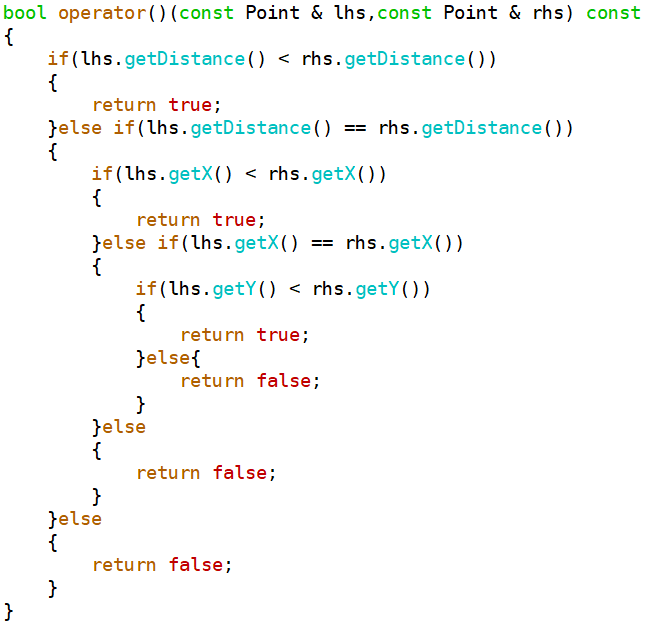 bool operator()(const Point & lhs,const Point & rhs) const
{
    if(lhs.getDistance() < rhs.getDistance())
    {
        return true;
    }else if(lhs.getDistance() == rhs.getDistance())
    {
        if(lhs.getX() < rhs.getX())
        {
            return true;
        }else if(lhs.getX() == rhs.getX())
        {
            if(lhs.getY() < rhs.getY())
            {
                return true;
            }else{
                return false;
            }
        }else
        {
            return false;
        }
    }else
    {
        return false;
    }
}